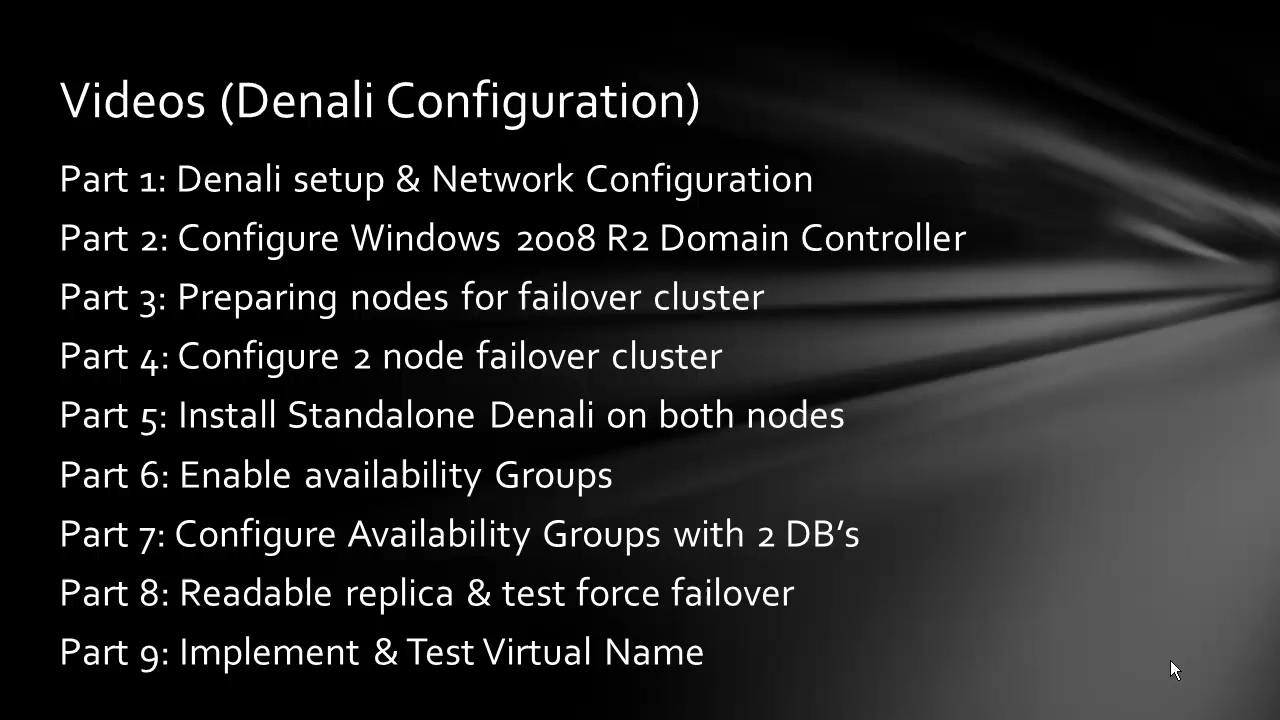 Videos (Denali Configuration)
Part 1: Denali setup & Network Configuration
Part 2: Configure Windows 2008 R2 Domain Controller
Part 3: Preparing nodes for failover cluster
Part 4: Configure 2 node failover cluster
Part 5: Install Standalone Denali on both nodes
Part 6: Enable availability Groups
Part 7: Configure Availability Groups with 2 DB’s
Part 8: Readable replica & test force failover
Part 9: Implement & Test Virtual Name